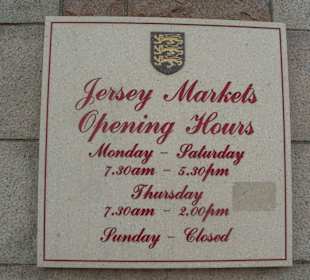 Jersey Markets
Opening Hours
Monday - Saturday
7.30am - 5.30pm
Thursday
7.30am - 2.00pm
Sunday - Closed